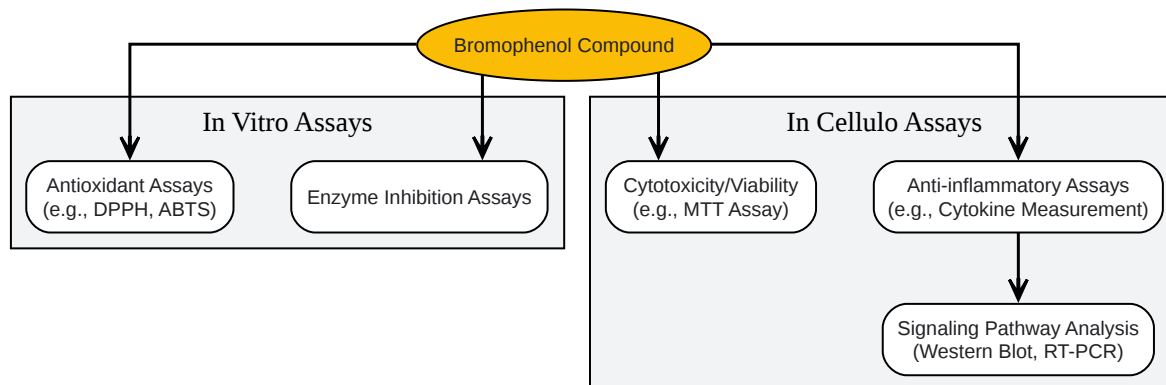 Bromophenol Compound
In Vitro Assays
In Cellulo Assays
Antioxidant Assays
(e.g., DPPH, ABTS)
Enzyme Inhibition Assays
Cytotoxicity/Viability
(e.g., MTT Assay)
Anti-inflammatory Assays
(e.g., Cytokine Measurement)
Signaling Pathway Analysis
(Western Blot, RT-PCR)